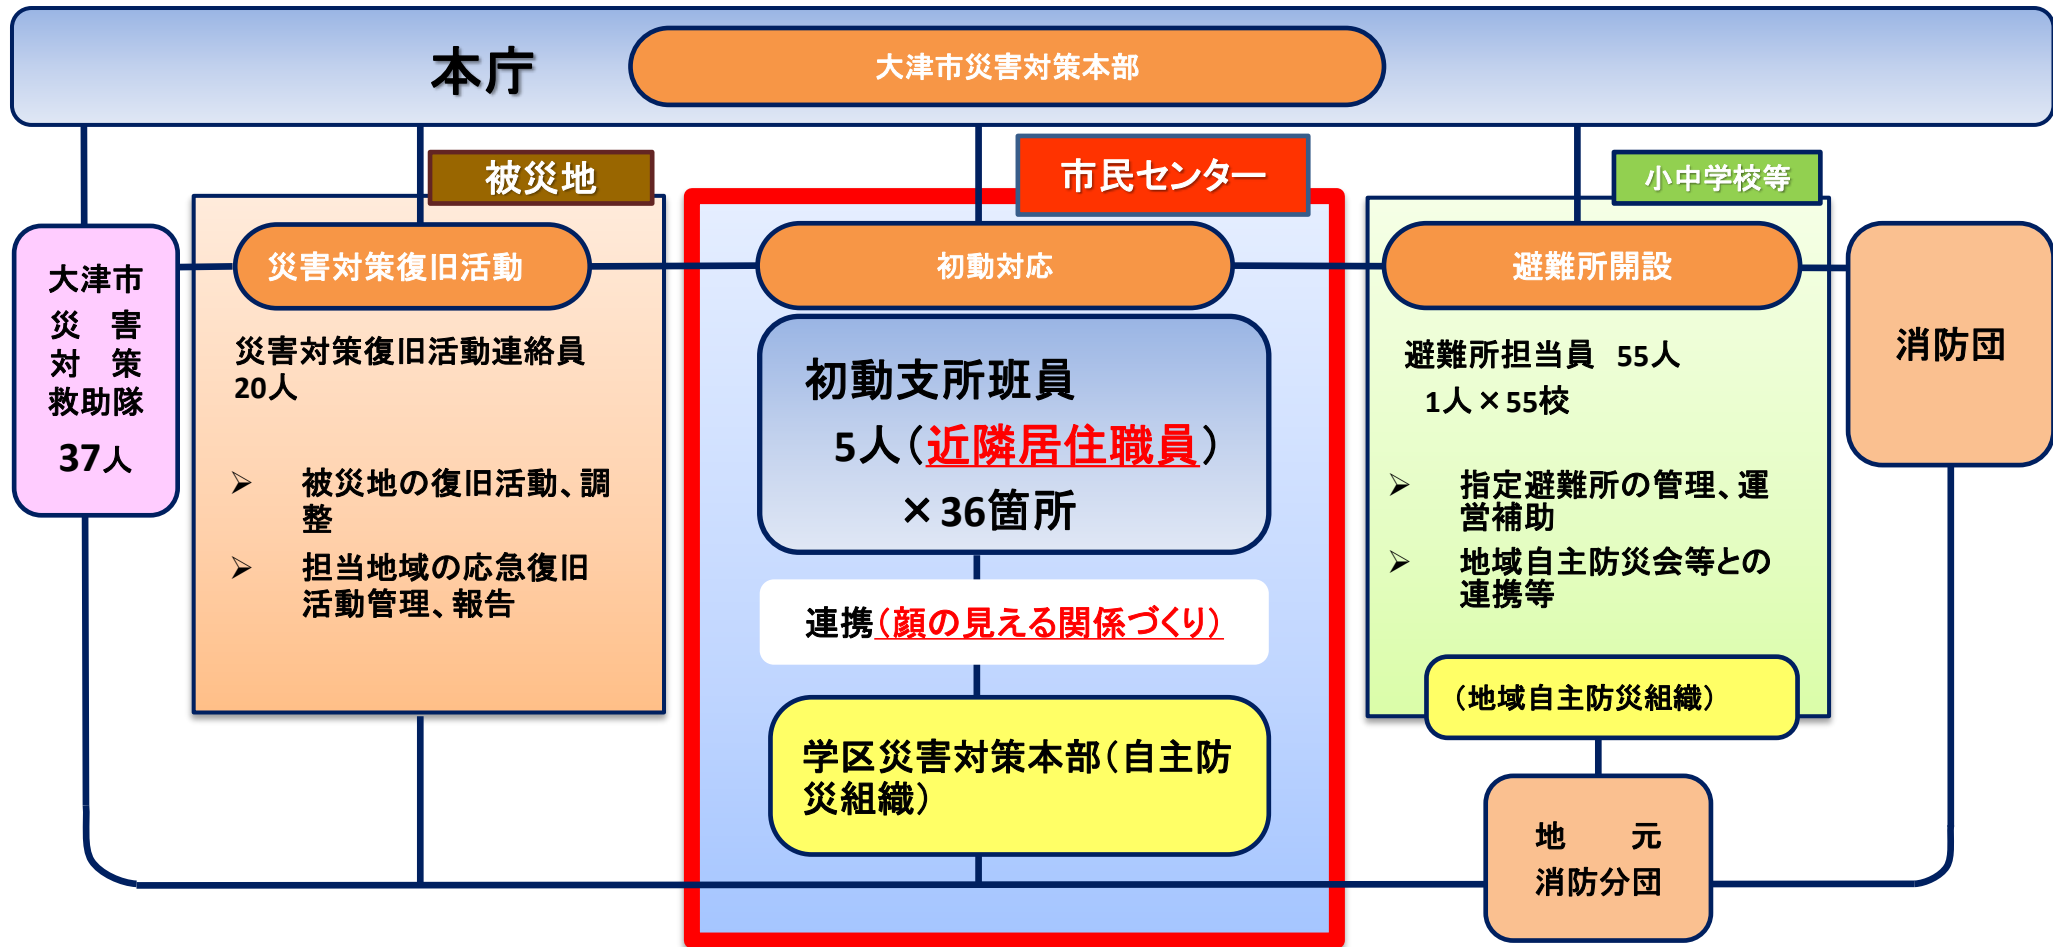 本庁
大津市災害対策本部
被災地
市民センター
小中学校等
大津市
災　害
対　策
救助隊
37人
災害対策復旧活動
災害対策復旧活動連絡員
20人
➢ 被災地の復旧活動、調
整
➢ 担当地域の応急復旧
活動管理、報告
初動対応
初動支所班員
5人（近隣居住職員）
×36箇所
連携（顔の見える関係づくり）
学区災害対策本部（自主防
災組織）
避難所開設
避難所担当員　55人
1人×55校
➢ 指定避難所の管理、運
営補助
➢ 地域自主防災会等との
連携等
（地域自主防災組織）
消防団
地　　元
消防分団